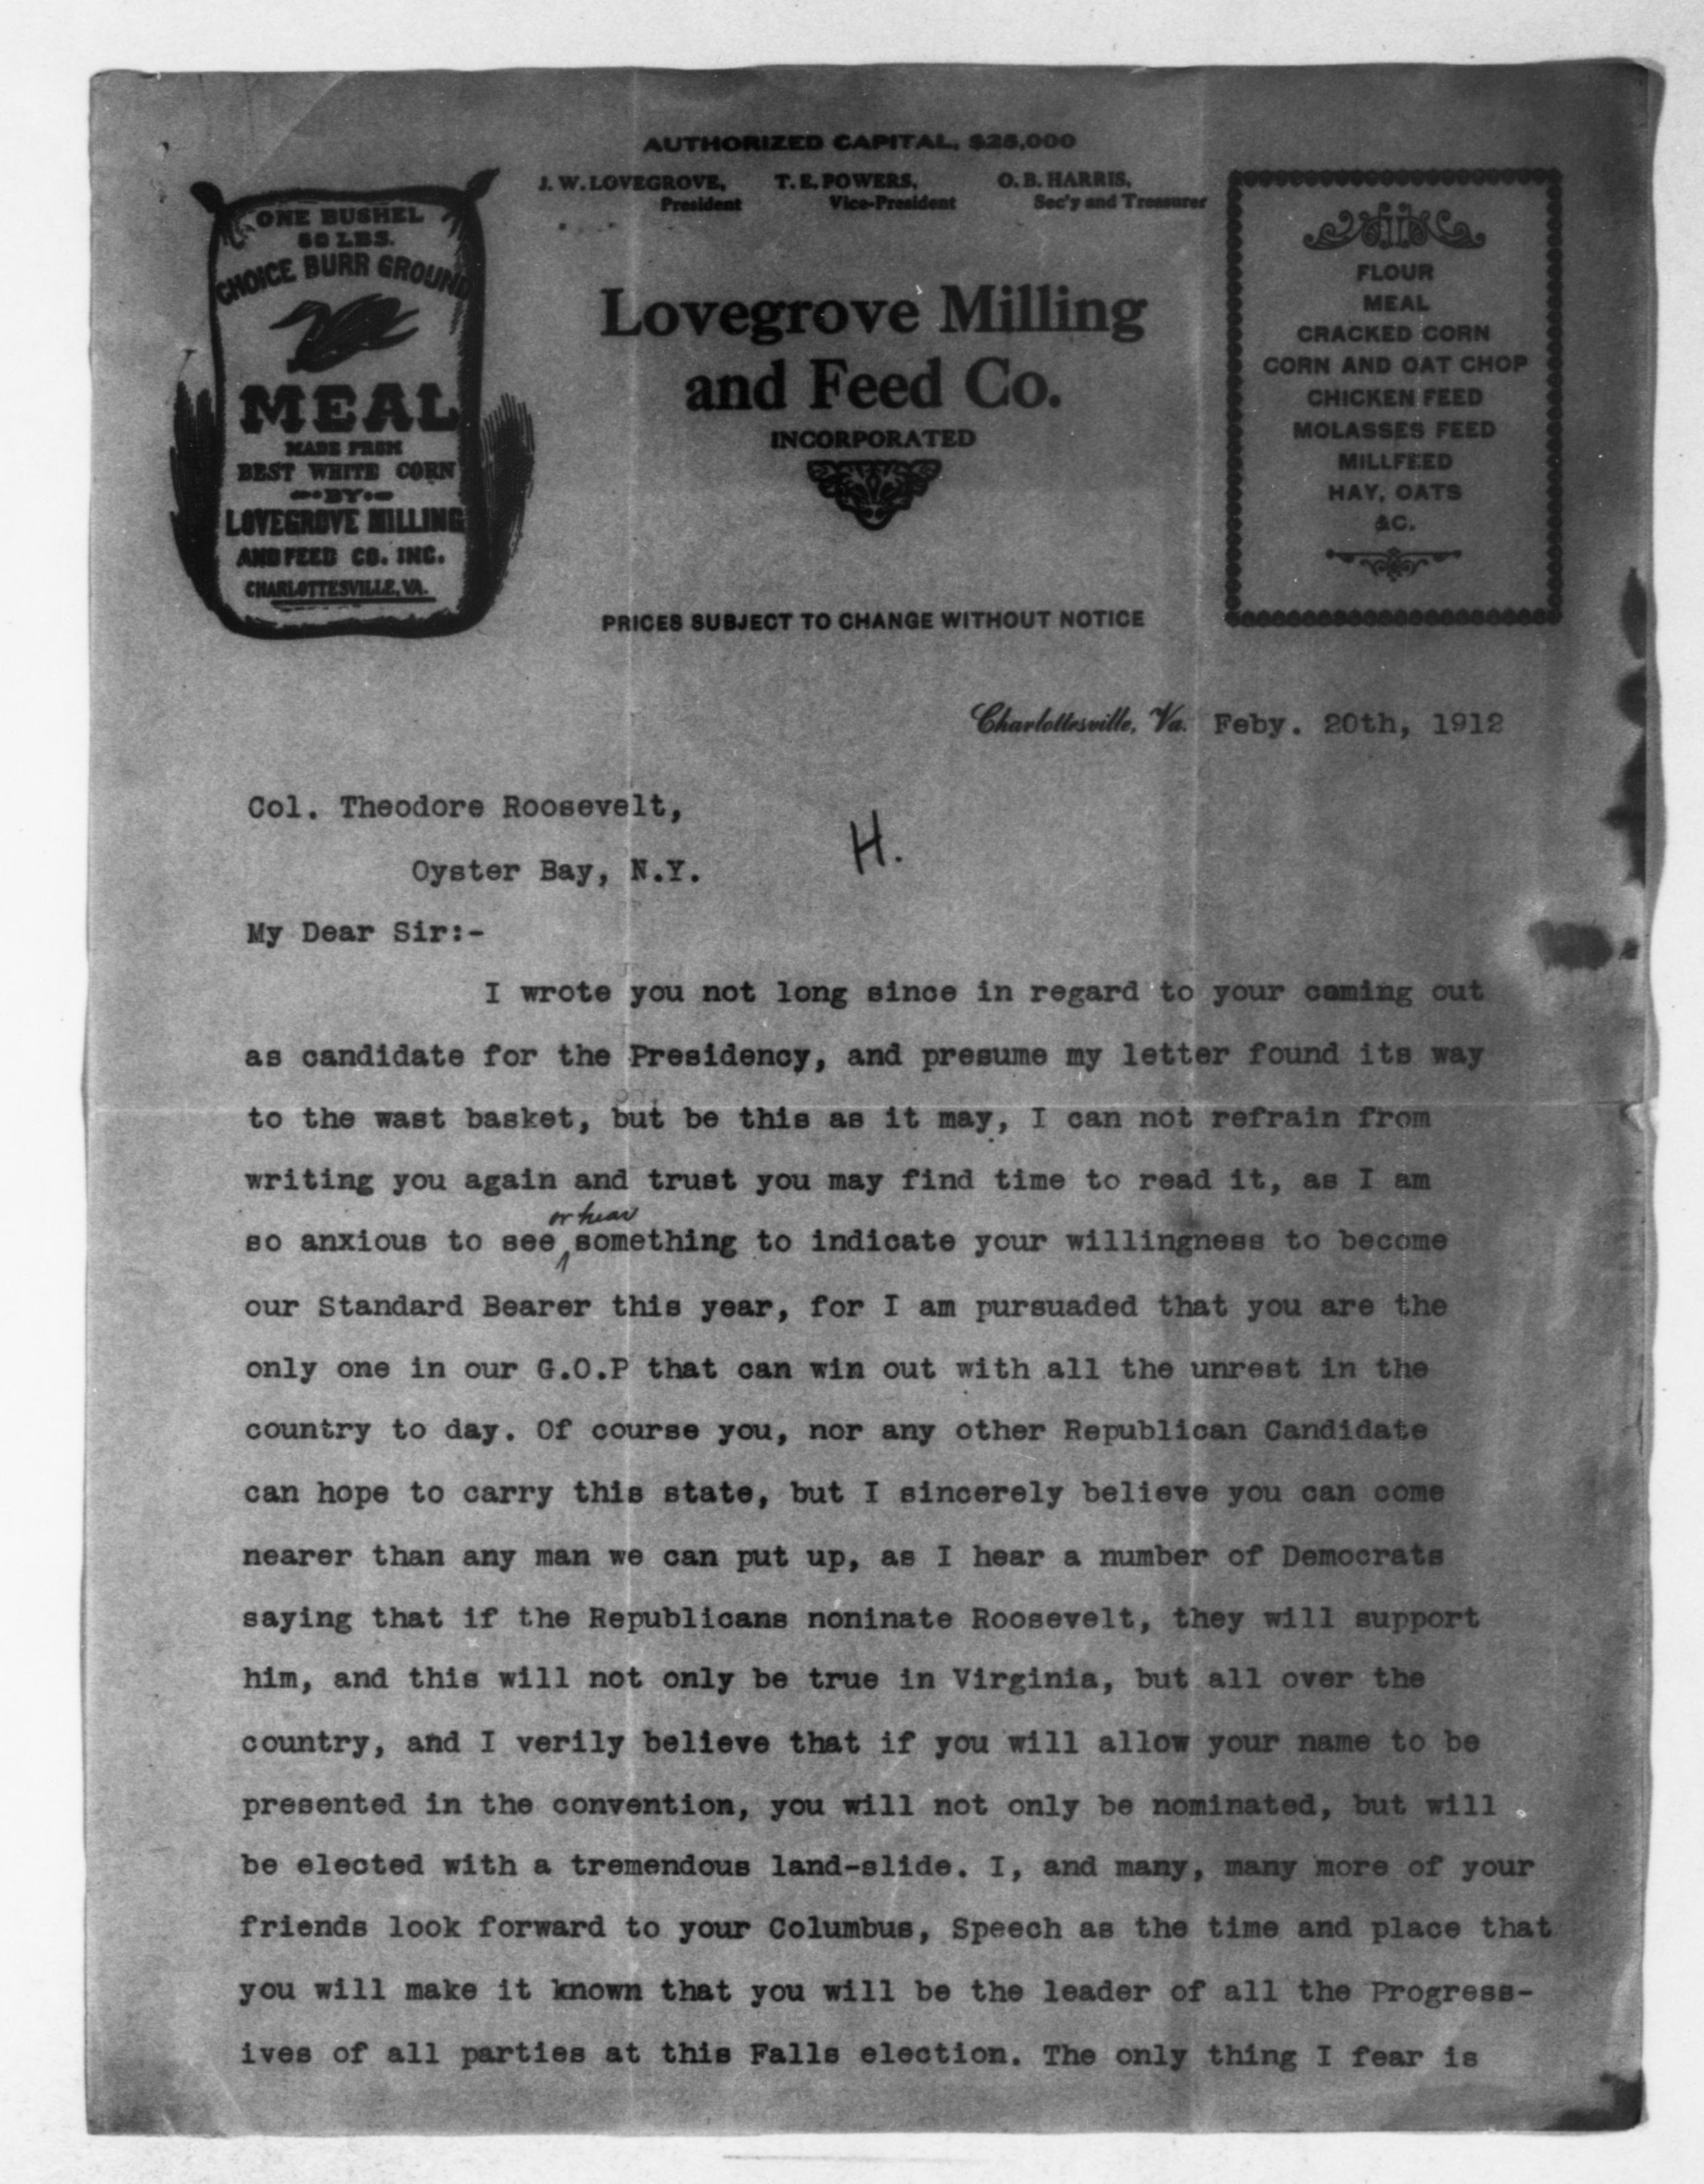 AUTHORIZED CAPITAL, $25,000
J. W. LOVEGROVE, T. E. POWERS, O. B. HARRIS,
President Vice-President Sec'y and Treasurer
ONE BUSHEL
50 LBS.
CHOICE BURR GROUND
MEAL
MADE FROM
BEST WHITE CORN
BY
LOVEGROVE MILLING
AND FEED CO. INC.
CHARLOTTESVILLE, VA.
Lovegrove Milling
and Feed Co.
INCORPORATED
PRICES SUBJECT TO CHANGE WITHOUT NOTICE
FLOUR
MEAL
CRACKED CORN
CORN AND OAT CHOP
CHICKEN FEED
MOLASSES FEED
MILLFEED
HAY, OATS
&C.
Charlottesville, Va. Feby. 20th, 1912
Col. Theodore Roosevelt,
H.
Oyster Bay, N.Y.
My Dear Sir:-
I wrote you not long since in regard to your coming out
as candidate for the Presidency, and presume my letter found its way
to the wast basket, but be this as it may, I can not refrain from
writing you again and trust you may find time to read it, as I am
or hear
so anxious to see something to indicate your willingness to become
our Standard Bearer this year, for I am pursuaded that you are the
only one in our G.O.P that can win out with all the unrest in the
country to day. Of course you, nor any other Republican Candidate
can hope to carry this state, but I sincerely believe you can come
nearer than any man we can put up, as I hear a number of Democrats
saying that if the Republicans noninate Roosevelt, they will support
him, and this will not only be true in Virginia, but all over the
country, and I verily believe that if you will allow your name to be
presented in the convention, you will not only be nominated, but will
be elected with a tremendous land-slide. I, and many, many more of your
friends look forward to your Columbus, Speech as the time and place that
you will make it known that you will be the leader of all the Progress-
ives of all parties at this Falls election. The only thing I fear is